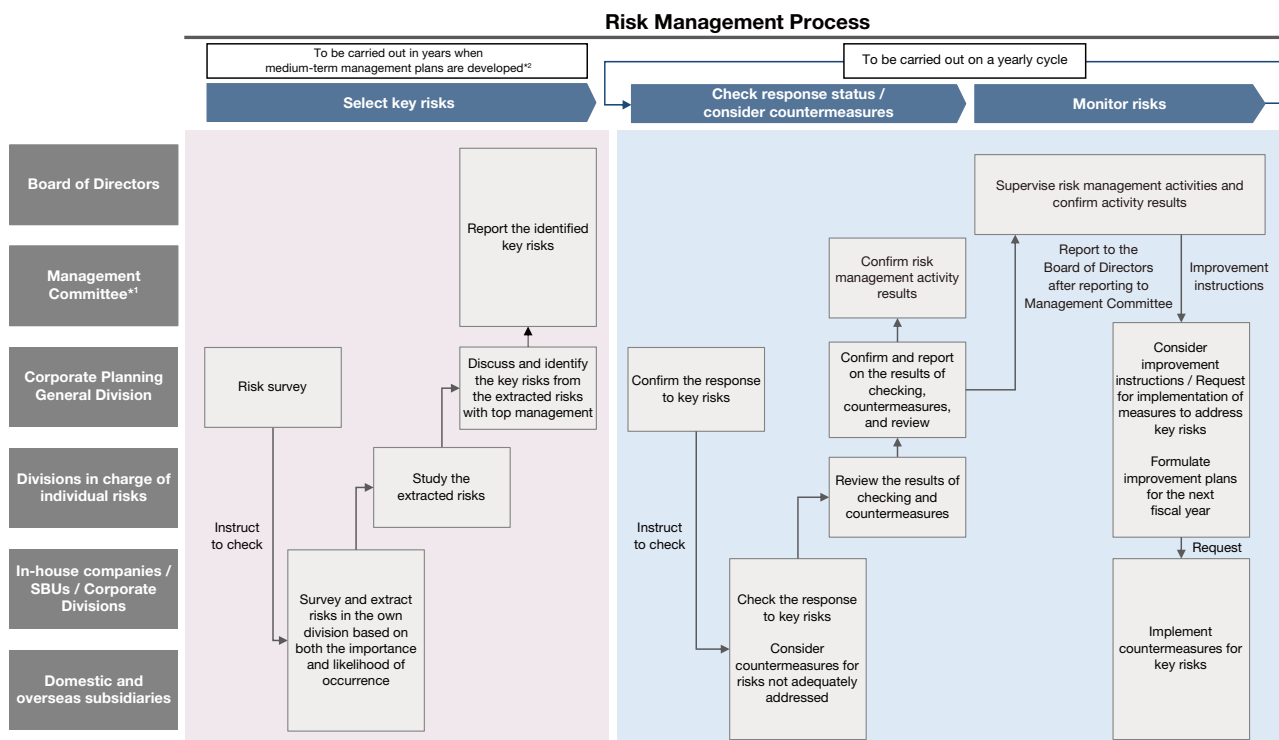 Risk Management Process
To be carried out in years when
medium-term management plans are developed*2
To be carried out on a yearly cycle
Select key risks
Check response status /
consider countermeasures
Monitor risks
Board of Directors
Management
Committee*1
Corporate Planning
General Division
Divisions in charge of
individual risks
In-house companies /
SBUs / Corporate
Divisions
Domestic and
overseas subsidiaries
Risk survey
Instruct
to check
Survey and extract
risks in the own
division based on
both the importance
and likelihood of
occurrence
Study the
extracted risks
Discuss and identify
the key risks from
the extracted risks
with top management
Report the identified
key risks
Confirm the response
to key risks
Instruct
to check
Check the response
to key risks
Consider
countermeasures for
risks not adequately
addressed
Review the results of
checking and
countermeasures
Confirm and report
on the results of
checking,
countermeasures,
and review
Confirm risk
management activity
results
Supervise risk management activities and
confirm activity results
Report to the
Board of Directors
after reporting to
Management Committee
Improvement
instructions
Consider
improvement
instructions / Request
for implementation of
measures to address
key risks
Formulate
improvement plans
for the next
fiscal year
Request
Implement
countermeasures for
key risks